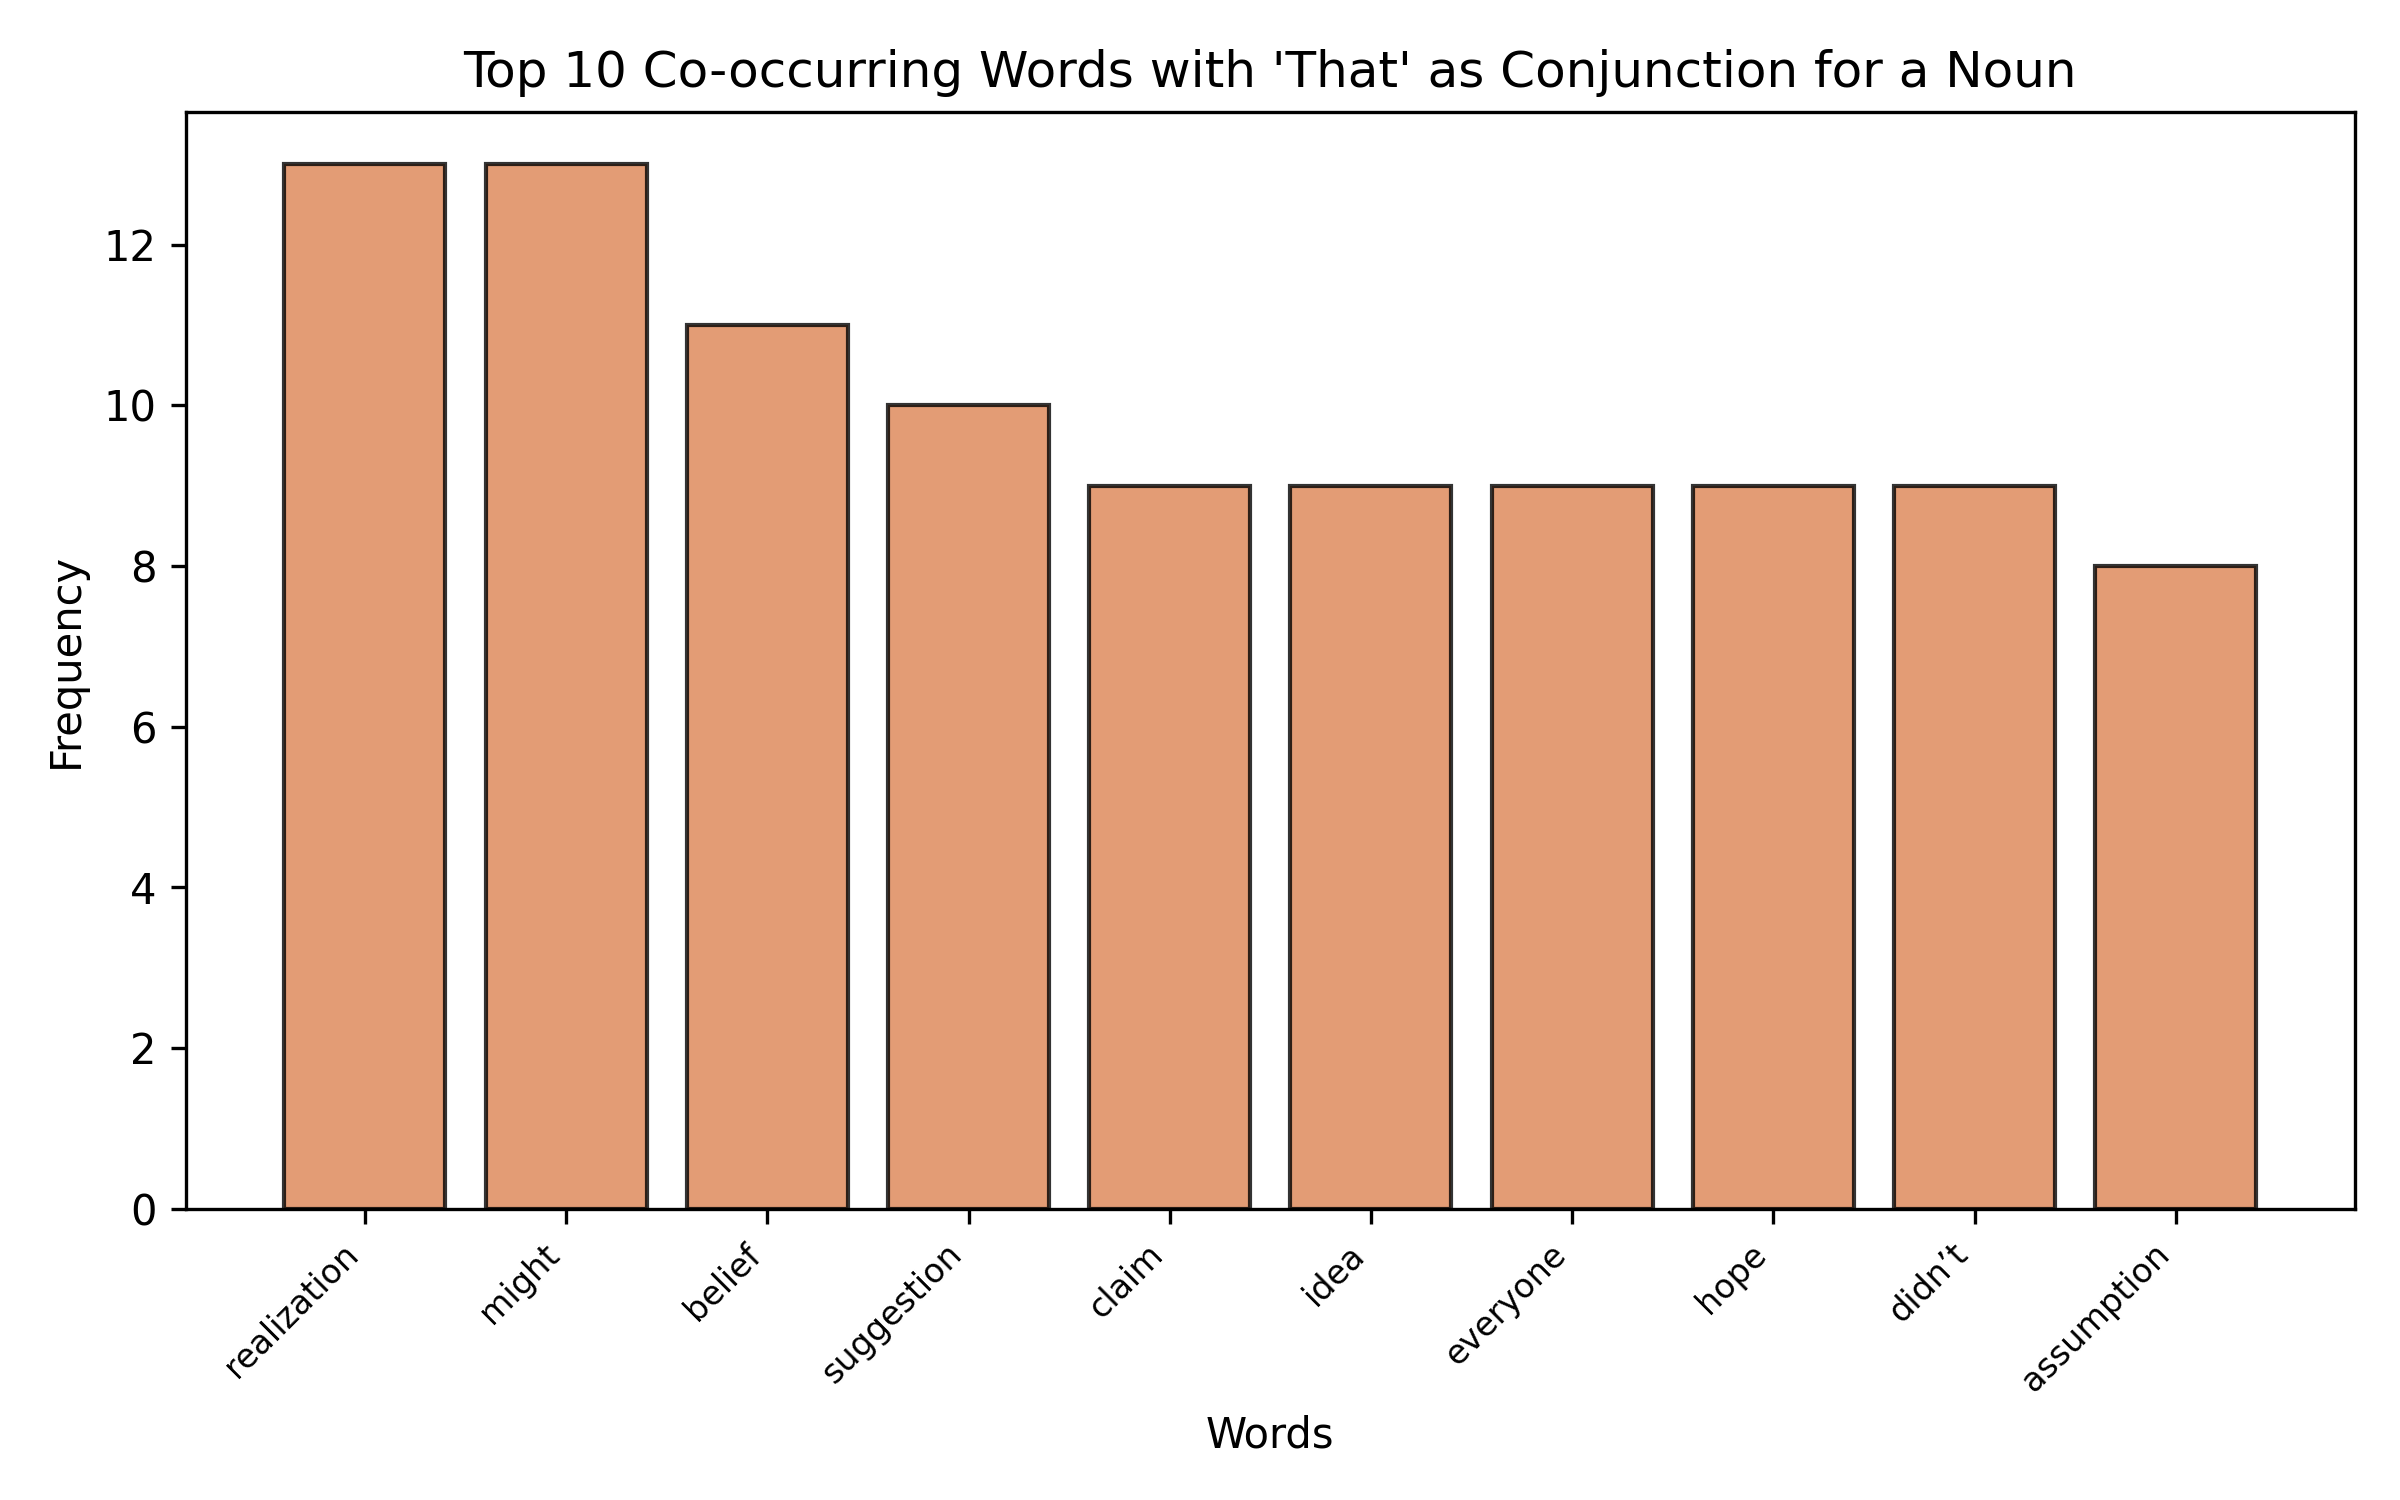 Top 10 Co-occurring Words with 'That' as Conjunction for a Noun
Frequency
12
10
8
6
4
2
0
realization
might
belief
suggestion
claim
idea
everyone
hope
didn’t
assumption
Words